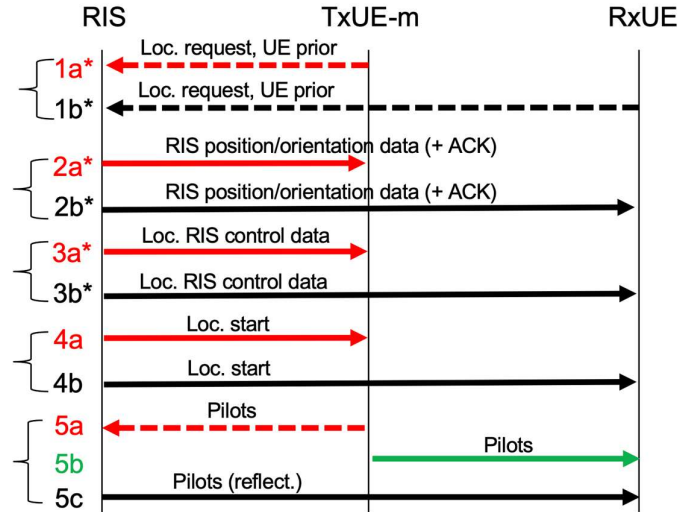 RIS TxUE-m RxUE
Loc. request, UE prior
1a*
Loc. request, UE prior
1b*
RIS position/orientation data (+ ACK)
2a*
RIS position/orientation data (+ ACK)
2b*
Loc. RIS control data
3a*
Loc. RIS control data
3b*
Loc. start
4a
Loc. start
4b
Pilots
5a
Pilots
5b
Pilots (reflect.)
5c